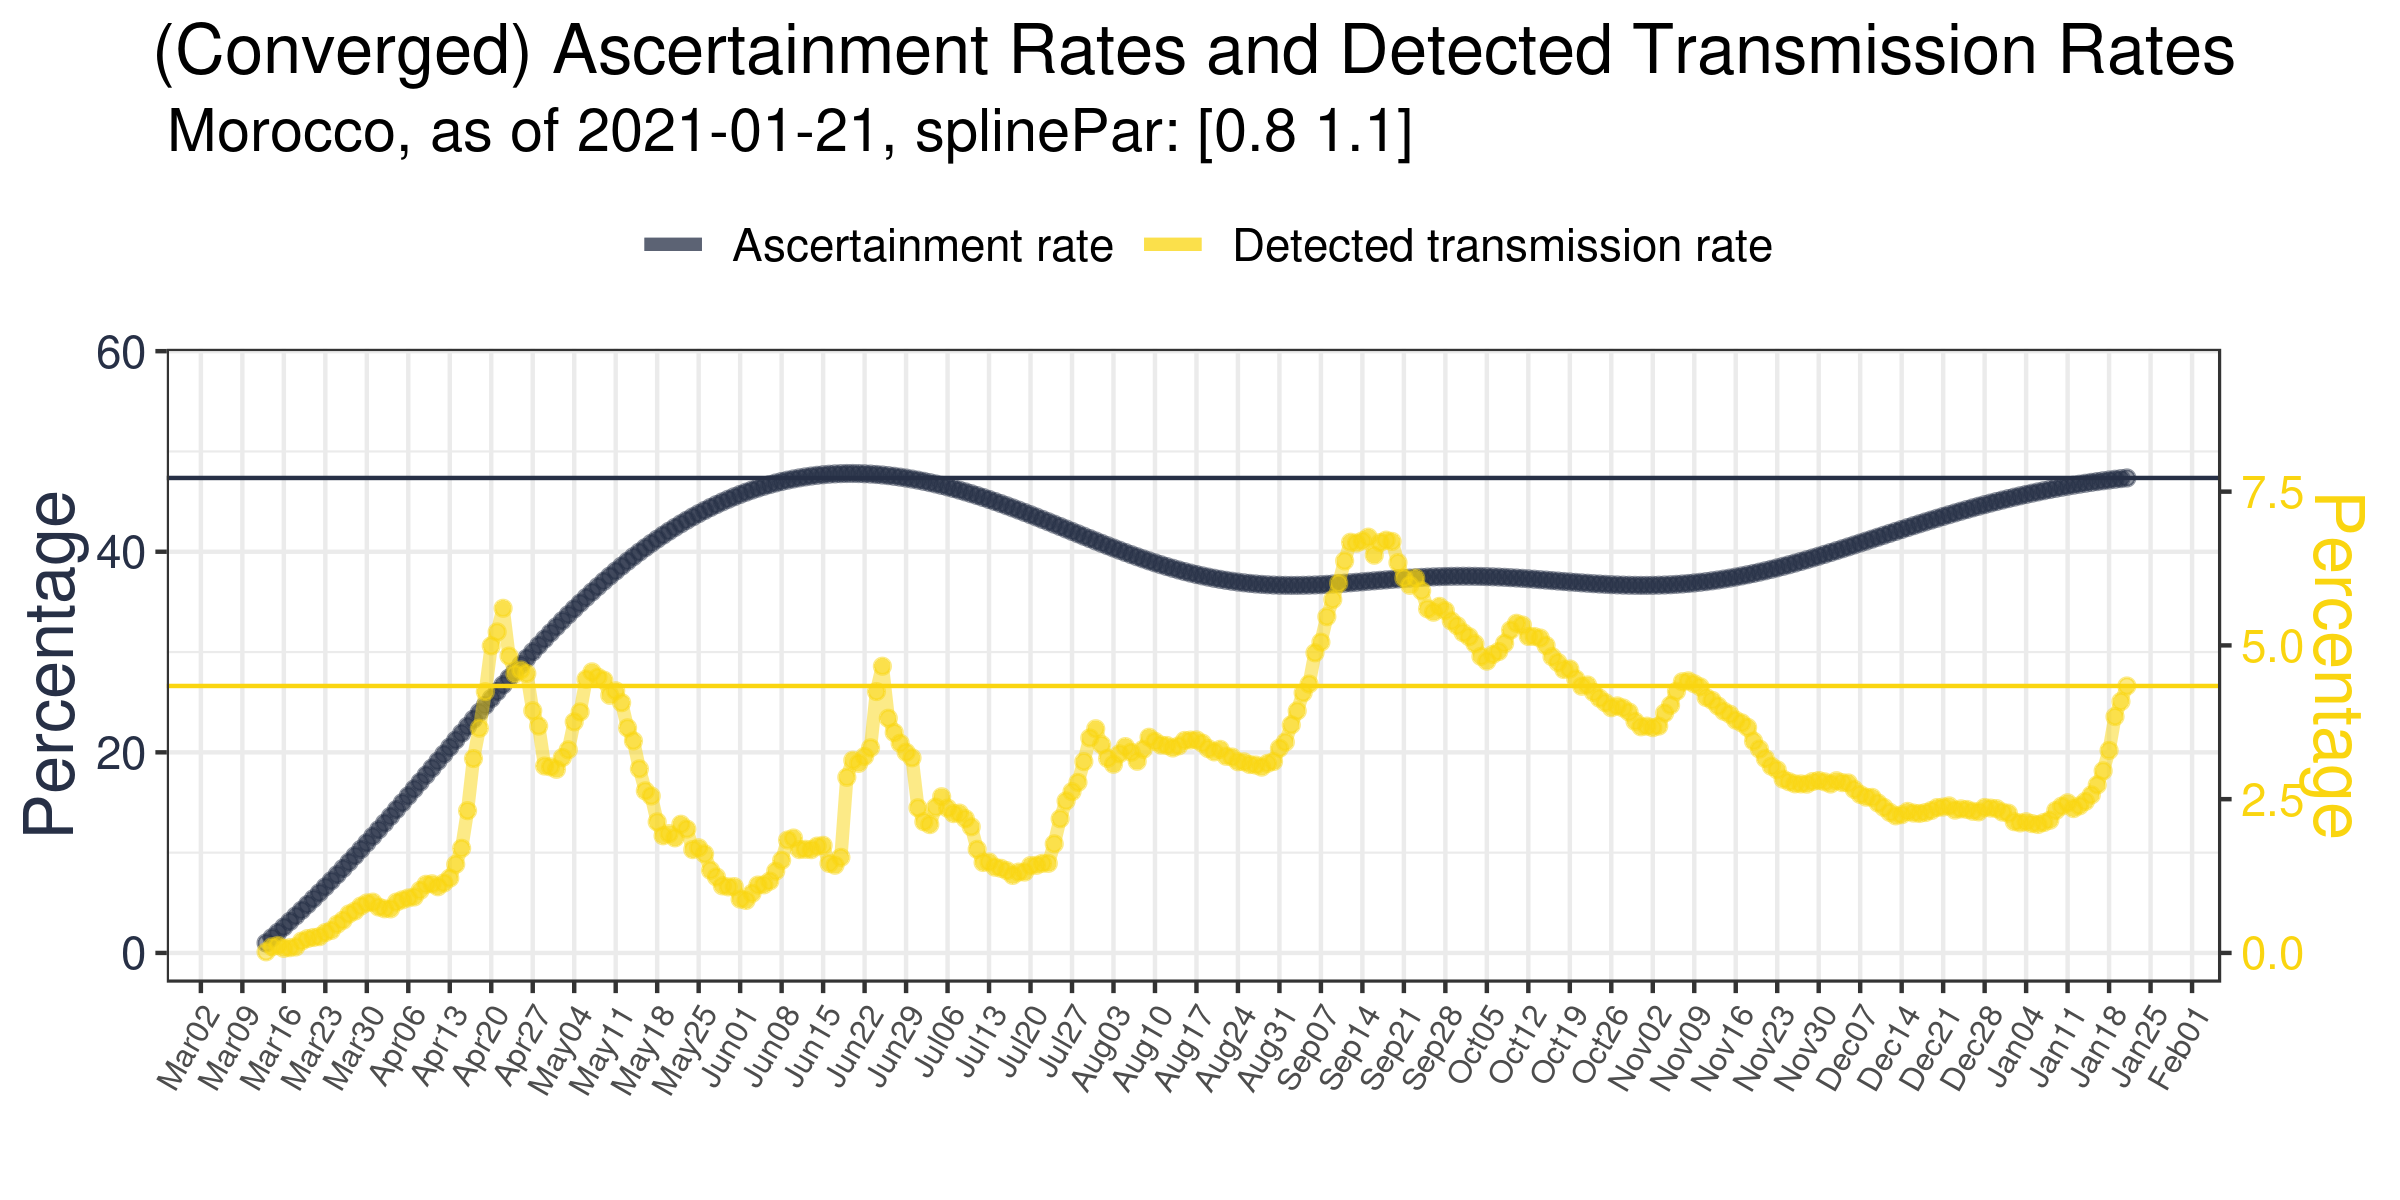 (Converged) Ascertainment Rates and Detected Transmission Rates
Morocco, as of 2021-01-21, splinePar: [0.8 1.1]
Ascertainment rate
Detected transmission rate
Percentage
60
40
20
0
7.5
5.0
2.5
0.0
Percentage
Mar02
Mar09
Mar16
Mar23
Mar30
Apr06
Apr13
Apr20
Apr27
May04
May11
May18
May25
Jun01
Jun08
Jun15
Jun22
Jun29
Jul06
Jul13
Jul20
Jul27
Aug03
Aug10
Aug17
Aug24
Aug31
Sep07
Sep14
Sep21
Sep28
Oct05
Oct12
Oct19
Oct26
Nov02
Nov09
Nov16
Nov23
Nov30
Dec07
Dec14
Dec21
Dec28
Jan04
Jan11
Jan18
Jan25
Feb01